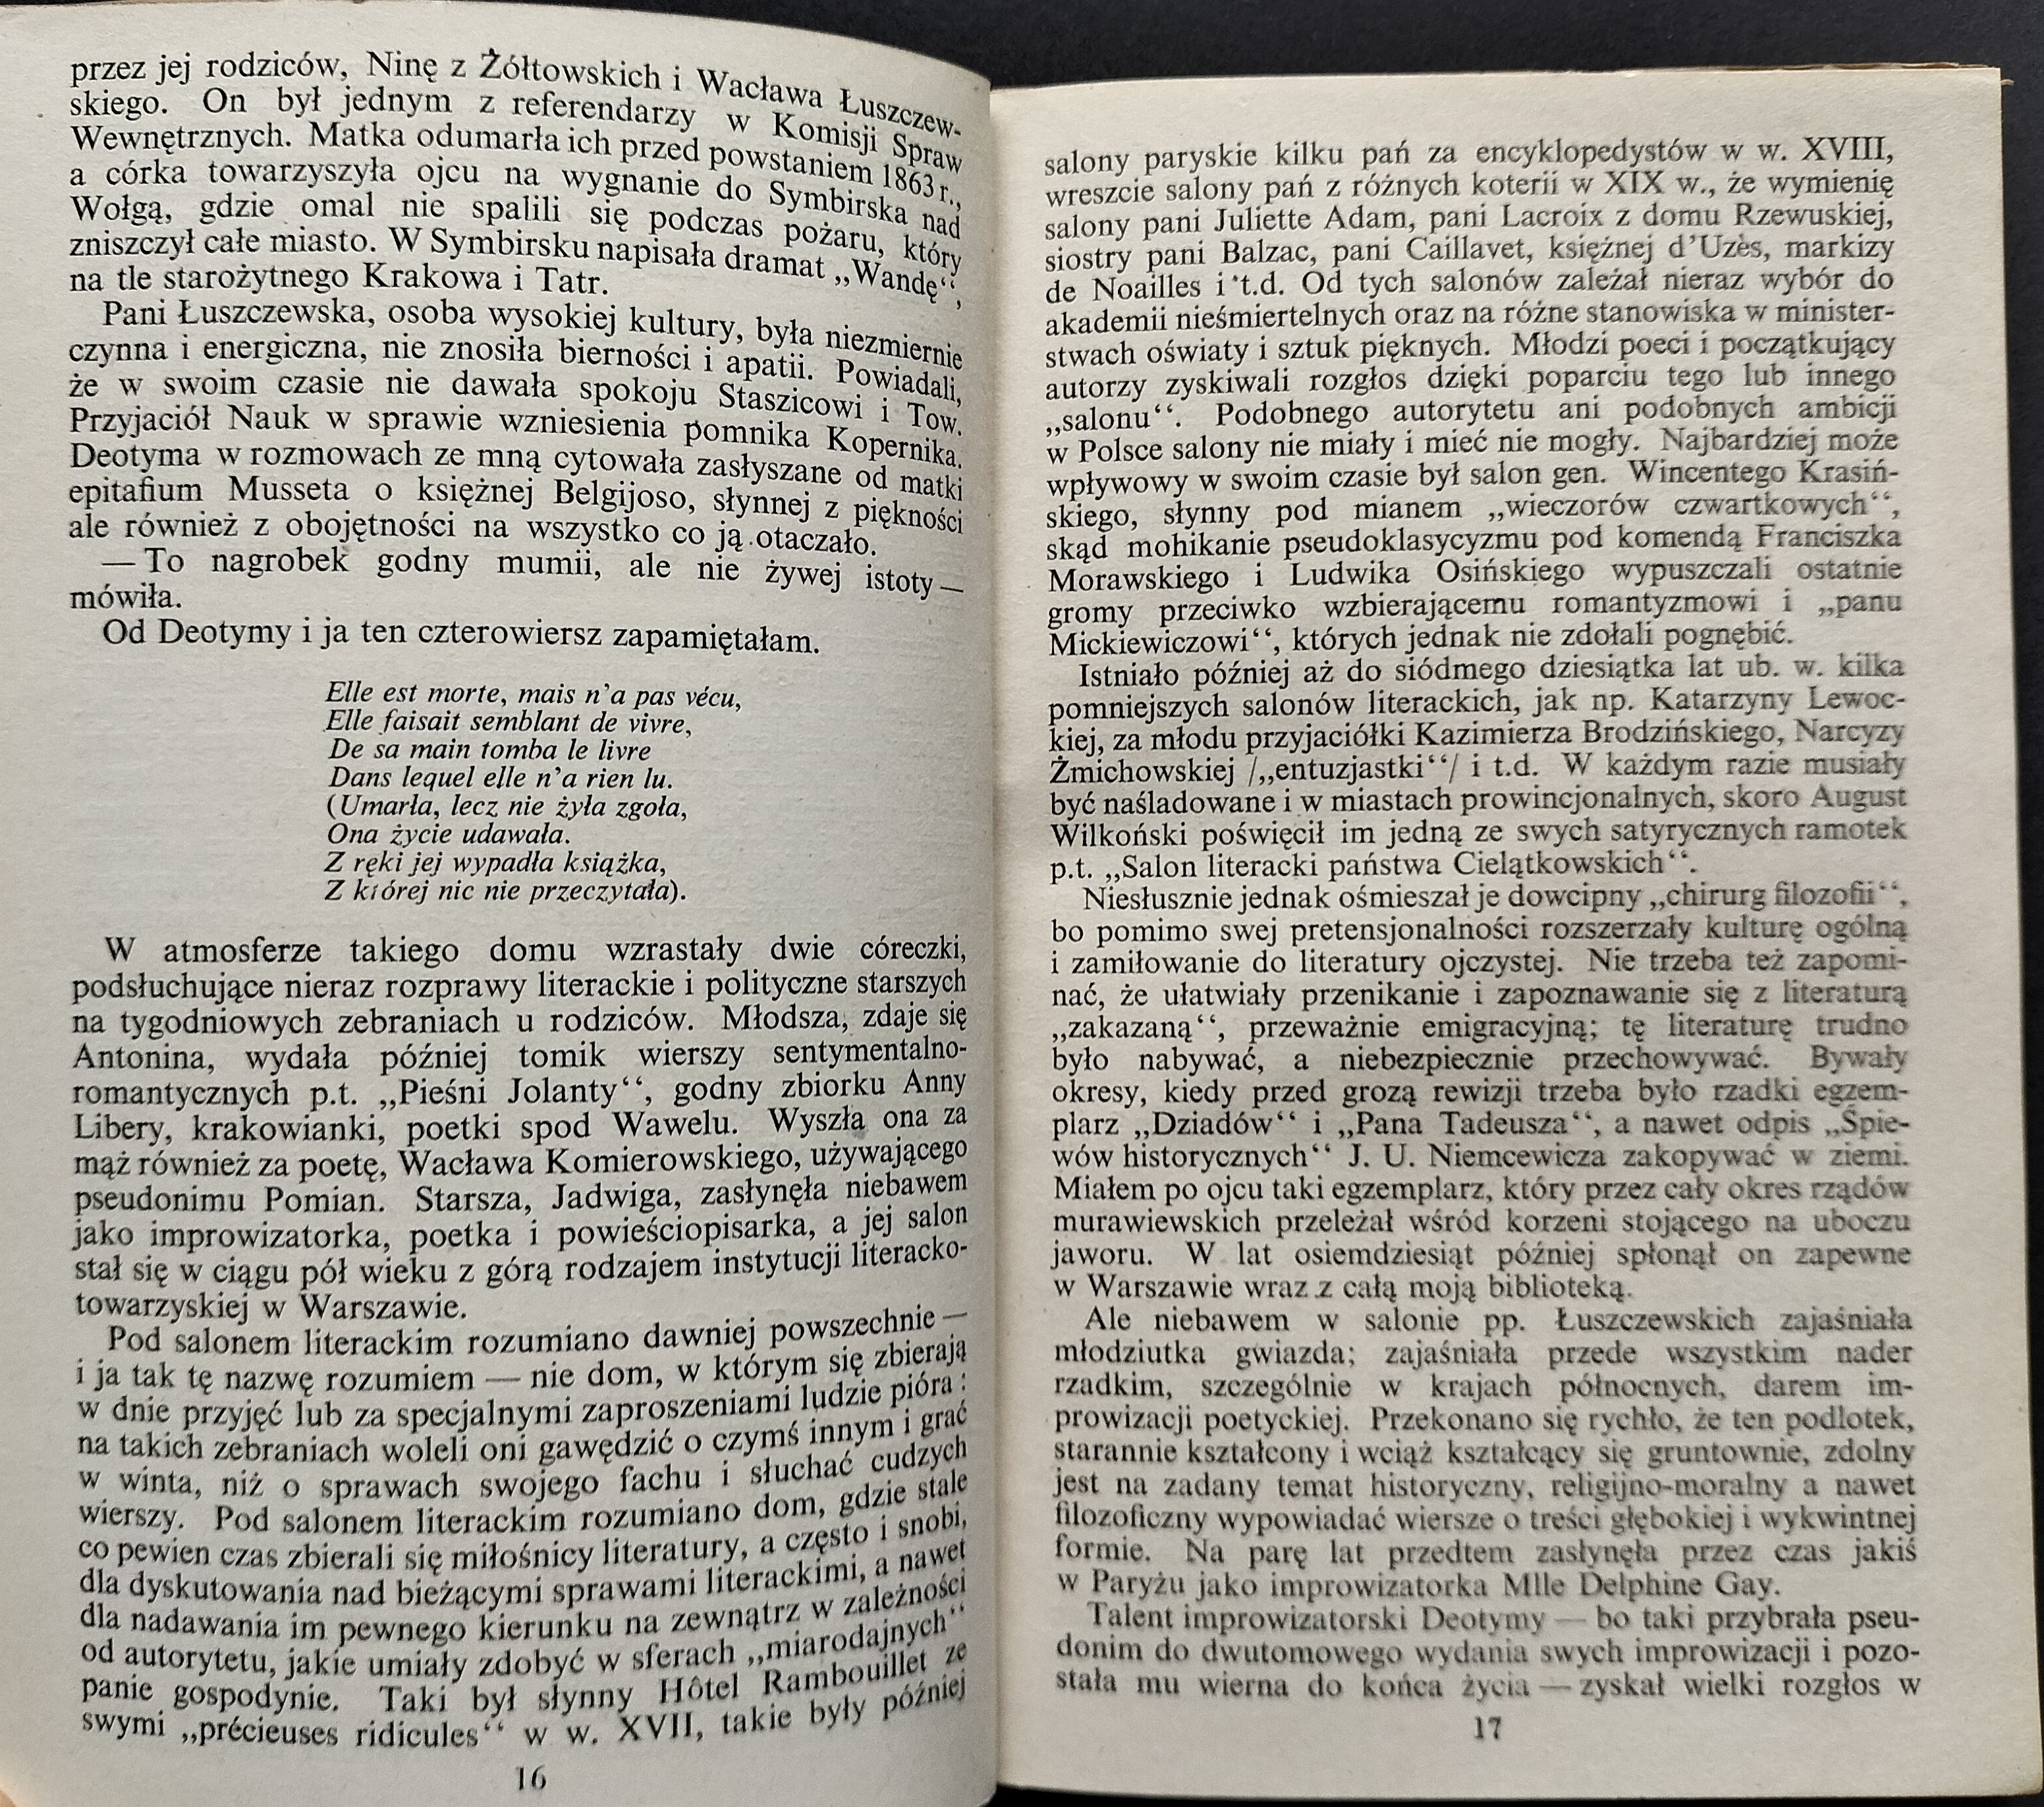 przez jej rodziców, Ninę z Żółtowskich i Wacława Łuszczew-
skiego. On był jednym z referendarzy w Komisji Spraw
Wewnętrznych. Matka odumarła ich przed powstaniem 1863 r.,
a córka towarzyszyła ojcu na wygnanie do Symbirska nad
Wołgą, gdzie omal nie spalili się podczas pożaru, który
zniszczył całe miasto. W Symbirsku napisała dramat „Wandę“,
na tle starożytnego Krakowa i Tatr.
Pani Łuszczewska, osoba wysokiej kultury, była niezmiernie
czynna i energiczna, nie znosiła bierności i apatii. Powiadali,
że w swoim czasie nie dawała spokoju Staszicowi i Tow.
Przyjaciół Nauk w sprawie wzniesienia pomnika Kopernika.
Deotyma w rozmowach ze mną cytowała zasłyszane od matki
epitafium Musseta o księżnej Belgijoso, słynnej z piękności
ale również z obojętności na wszystko co ją otaczało.
— To nagrobek godny mumii, ale nie żywej istoty —
mówiła.
Od Deotymy i ja ten czterowiersz zapamiętałam.
Elle est morte, mais n'a pas vécu,
Elle faisait semblant de vivre,
De sa main tomba le livre
Dans lequel elle n'a rien lu.
(Umarła, lecz nie żyła zgoła,
Ona życie udawała.
Z ręki jej wypadła książka,
Z której nic nie przeczytała).
W atmosferze takiego domu wzrastały dwie córeczki,
podsłuchujące nieraz rozprawy literackie i polityczne starszych
na tygodniowych zebraniach u rodziców. Młodsza, zdaje się
Antonina, wydała później tomik wierszy sentymentalno-
romantycznych p.t. „Pieśni Jolanty“, godny zbiorku Anny
Libery, krakowianki, poetki spod Wawelu. Wyszła ona za
mąż również za poetę, Wacława Komierowskiego, używającego
pseudonimu Pomian. Starsza, Jadwiga, zasłynęła niebawem
jako improwizatorka, poetka i powieściopisarka, a jej salon
stał się w ciągu pół wieku z górą rodzajem instytucji literacko-
towarzyskiej w Warszawie.
Pod salonem literackim rozumiano dawniej powszechnie —
i ja tak tę nazwę rozumiem — nie dom, w którym się zbierają
w dnie przyjęć lub za specjalnymi zaproszeniami ludzie pióra:
na takich zebraniach woleli oni gawędzić o czymś innym i grać
w winta, niż o sprawach swojego fachu i słuchać cudzych
wierszy. Pod salonem literackim rozumiano dom, gdzie stale
co pewien czas zbierali się miłośnicy literatury, a często i snobi,
dla dyskutowania nad bieżącymi sprawami literackimi, a nawet
dla nadawania im pewnego kierunku na zewnątrz w zależności
od autorytetu, jakie umiały zdobyć w sferach „miarodajnych“
panie gospodynie. Taki był słynny Hôtel Rambouillet ze
swymi „précieuses ridicules“ w w. XVII, takie były później
16
salony paryskie kilku pań za encyklopedystów w w. XVIII,
wreszcie salony pań z różnych koterii w XIX w., że wymienię
salony pani Juliette Adam, pani Lacroix z domu Rzewuskiej,
siostry pani Balzac, pani Caillavet, księżnej d'Uzès, markizy
de Noailles i t.d. Od tych salonów zależał nieraz wybór do
akademii nieśmiertelnych oraz na różne stanowiska w minister-
stwach oświaty i sztuk pięknych. Młodzi poeci i początkujący
autorzy zyskiwali rozgłos dzięki poparciu tego lub innego
„salonu“. Podobnego autorytetu ani podobnych ambicji
w Polsce salony nie miały i mieć nie mogły. Najbardziej może
wpływowy w swoim czasie był salon gen. Wincentego Krasiń-
skiego, słynny pod mianem „wieczorów czwartkowych“,
skąd mohikanie pseudoklasycyzmu pod komendą Franciszka
Morawskiego i Ludwika Osińskiego wypuszczali ostatnie
gromy przeciwko wzbierającemu romantyzmowi i „panu
Mickiewiczowi“, których jednak nie zdołali pognębić.
Istniało później aż do siódmego dziesiątka lat ub. w. kilka
pomniejszych salonów literackich, jak np. Katarzyny Lewoc-
kiej, za młodu przyjaciółki Kazimierza Brodzińskiego, Narcyzy
Żmichowskiej /„entuzjastki“/ i t.d. W każdym razie musiały
być naśladowane i w miastach prowincjonalnych, skoro August
Wilkoński poświęcił im jedną ze swych satyrycznych ramotek
p.t. „Salon literacki państwa Cielątkowskich“.
Niesłusznie jednak ośmieszał je dowcipny „chirurg filozofii“,
bo pomimo swej pretensjonalności rozszerzały kulturę ogólną
i zamiłowanie do literatury ojczystej. Nie trzeba też zapomi-
nać, że ułatwiały przenikanie i zapoznawanie się z literaturą
„zakazaną“, przeważnie emigracyjną; tę literaturę trudno
było nabywać, a niebezpiecznie przechowywać. Bywały
okresy, kiedy przed grozą rewizji trzeba było rzadki egzem-
plarz „Dziadów“ i „Pana Tadeusza“, a nawet odpis „Śpie-
wów historycznych“ J. U. Niemcewicza zakopywać w ziemi.
Miałem po ojcu taki egzemplarz, który przez cały okres rządów
murawiewskich przeleżał wśród korzeni stojącego na uboczu
jaworu. W lat osiemdziesiąt później spłonął on zapewne
w Warszawie wraz z całą moją biblioteką.
Ale niebawem w salonie pp. Łuszczewskich zajaśniała
młodziutka gwiazda; zajaśniała przede wszystkim nader
rzadkim, szczególnie w krajach północnych, darem im-
prowizacji poetyckiej. Przekonano się rychło, że ten podlotek,
starannie kształcony i wciąż kształcący się gruntownie, zdolny
jest na zadany temat historyczny, religijno-moralny a nawet
filozoficzny wypowiadać wiersze o treści głębokiej i wykwintnej
formie. Na parę lat przedtem zasłynęła przez czas jakiś
w Paryżu jako improwizatorka Mlle Delphine Gay.
Talent improwizatorski Deotymy — bo taki przybrała pseu-
donim do dwutomowego wydania swych improwizacji i pozo-
stała mu wierna do końca życia — zyskał wielki rozgłos w
17